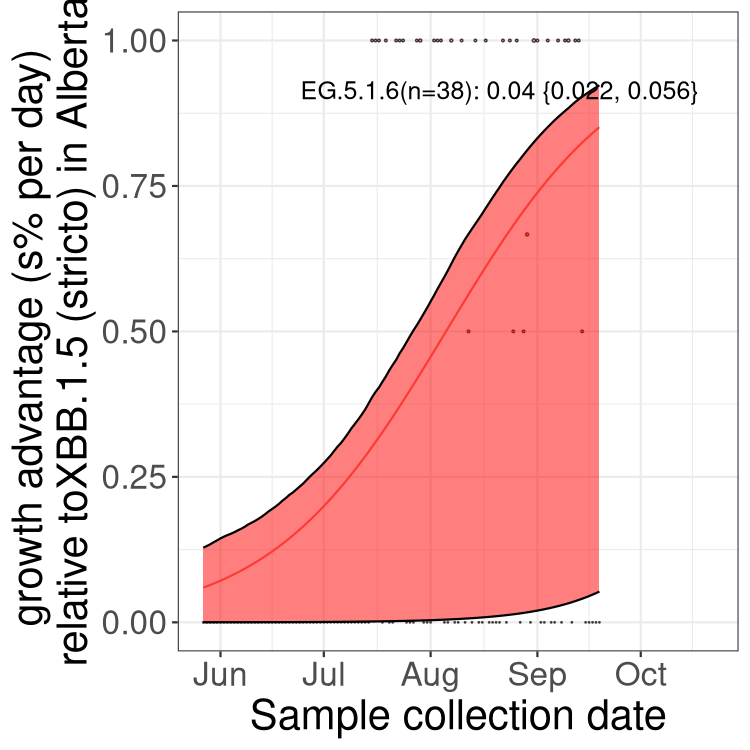 growth advantage (s% per day)
relative toXBB.1.5 (stricto) in Alberta
1.00
0.75
0.50
0.25
0.00
EG.5.1.6(n=38): 0.04 {0.022, 0.056}
Jun Jul Aug Sep Oct
Sample collection date